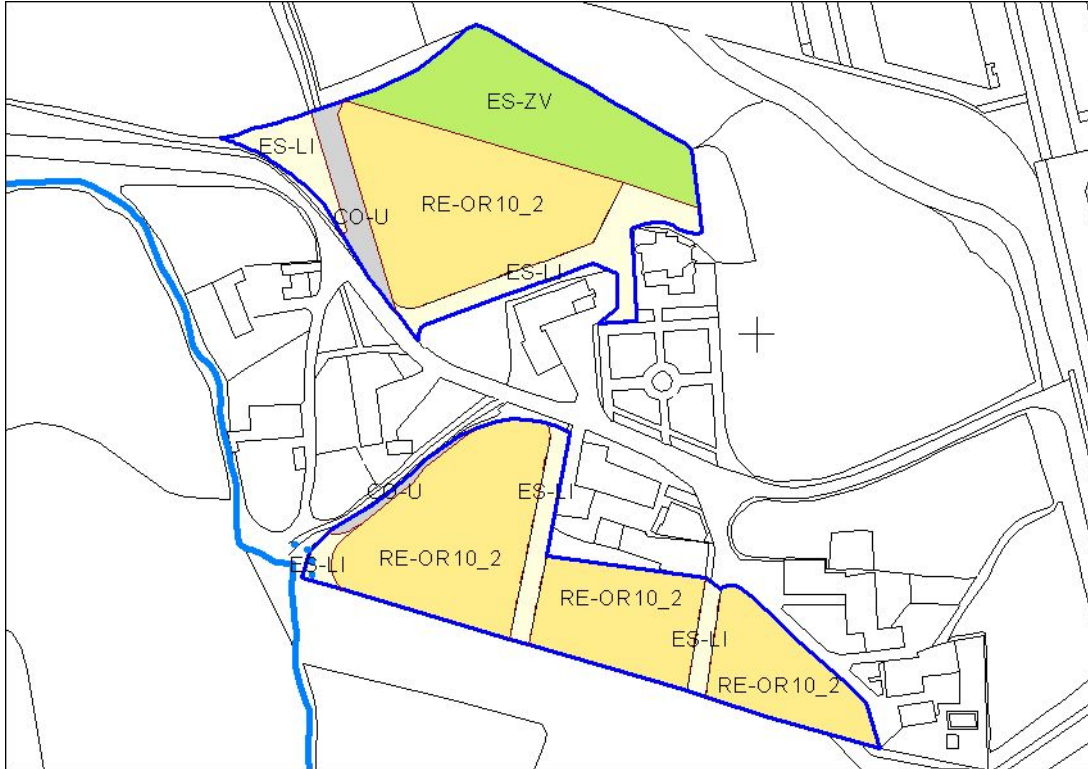 ES-ZV
ES-LI
RE-OR10_2
CO-U
ES-LI
CO-U
ES-LI
RE-OR10_2
ES-LI
RE-OR10_2
ES-LI
RE-OR10_2